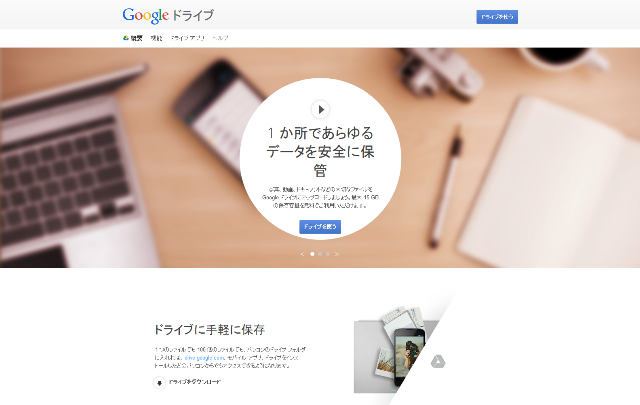 Google ドライブ
ドライブを使う
概要 機能 ドライブ アプリ ヘルプ
1 か所であらゆる
データを安全に保
管
写真、動画、ドキュメントなどの大切なファイルを
Google ドライブにアップロードしましょう。最大 15 GB
の保存容量を無料でご利用いただけます。
ドライブを使う
ドライブに手軽に保存
1 つのファイルでも 100 個のファイルでも、パソコンのドライブ フォルダ
に入れれば、drive.google.com、モバイル アプリ、ドライブをインス
トールしたどのパソコンからでもアクセスできるようになります。
ドライブをダウンロード